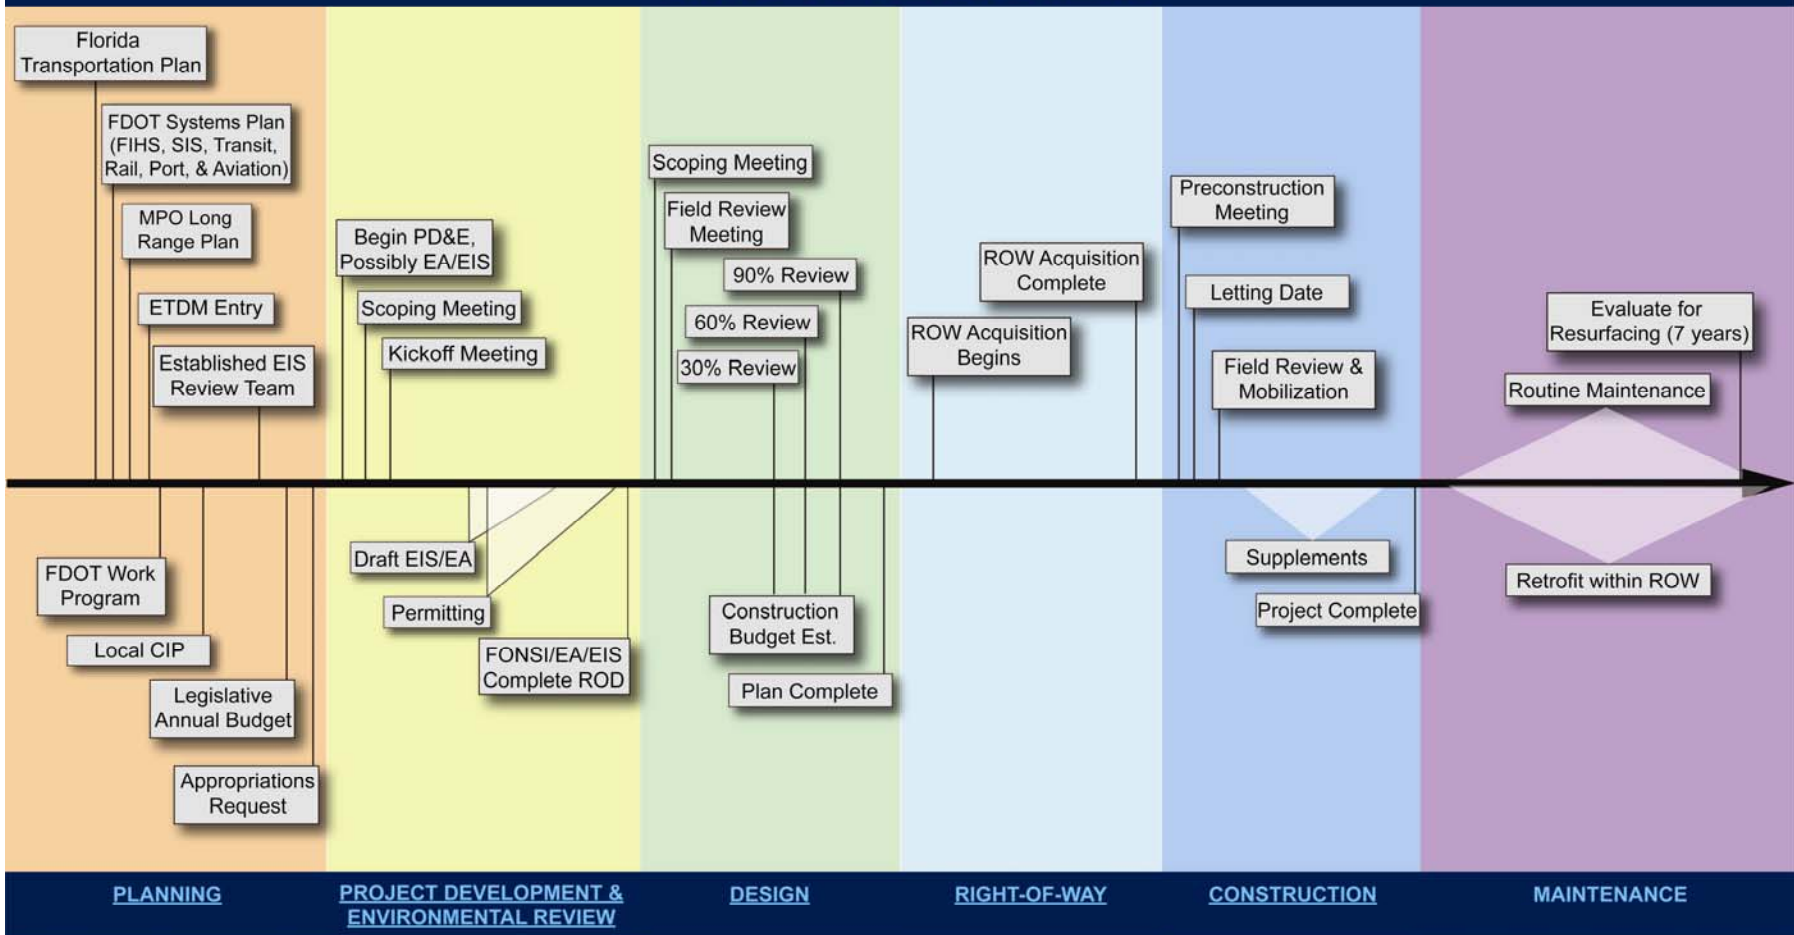 Florida
Transportation Plan
FDOT Systems Plan
(FIHS, SIS, Transit,
Rail, Port, & Aviation)
MPO Long
Range Plan
ETDM Entry
Established EIS
Review Team
FDOT Work
Program
Local CIP
Legislative
Annual Budget
Appropriations
Request
Begin PD&E,
Possibly EA/EIS
Scoping Meeting
Kickoff Meeting
Draft EIS/EA
Permitting
FONSI/EA/EIS
Complete ROD
Scoping Meeting
Field Review
Meeting
90% Review
60% Review
30% Review
Construction
Budget Est.
Plan Complete
ROW Acquisition
Complete
ROW Acquisition
Begins
Preconstruction
Meeting
Letting Date
Field Review &
Mobilization
Supplements
Project Complete
Evaluate for
Resurfacing (7 years)
Routine Maintenance
Retrofit within ROW
PLANNING
PROJECT DEVELOPMENT &
ENVIRONMENTAL REVIEW
DESIGN
RIGHT-OF-WAY
CONSTRUCTION
MAINTENANCE